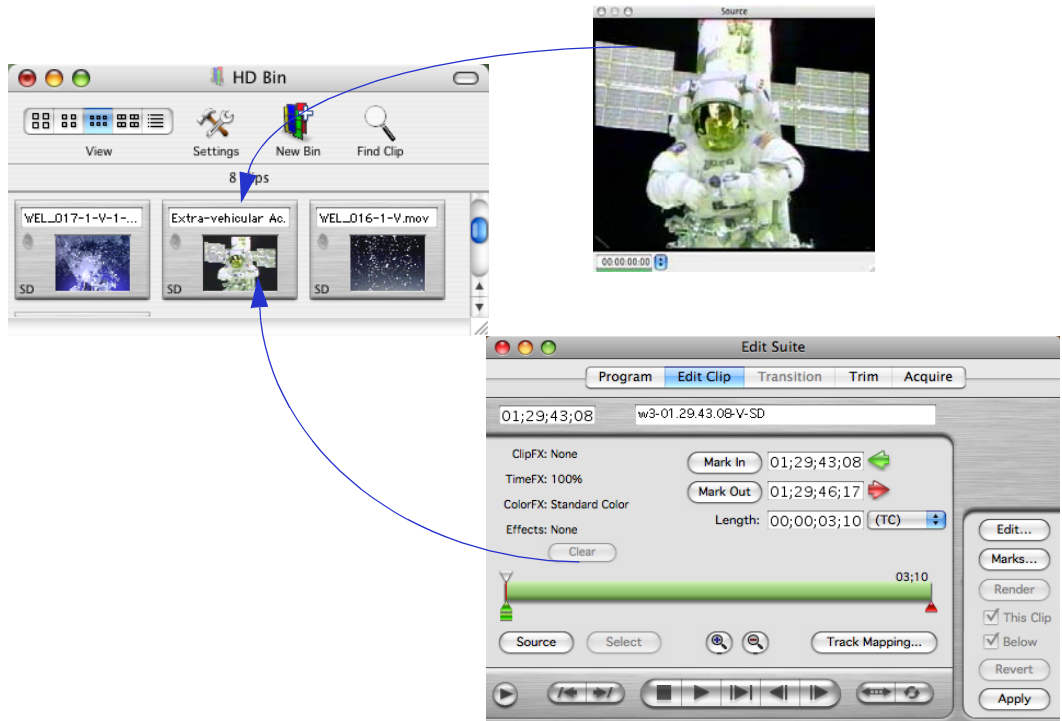 Source
00:00:00:00
HD Bin
View
Settings
New Bin
Find Clip
WEL_017-1-V-1-...
Extra-vehicular Ac.
WEL_016-1-V.mov
SD
SD
SD
Edit Suite
Program
Edit Clip
Transition
Trim
Acquire
01;29;43;08
w3-01.29.43.08-V-SD
ClipFX: None
TimeFX: 100%
ColorFX: Standard Color
Effects: None
Clear
Mark In
01;29;43;08
Mark Out
01;29;46;17
Length:
00;00;03;10
(TC)
03;10
Source
Select
Track Mapping...
Edit...
Marks...
Render
This Clip
Below
Revert
Apply